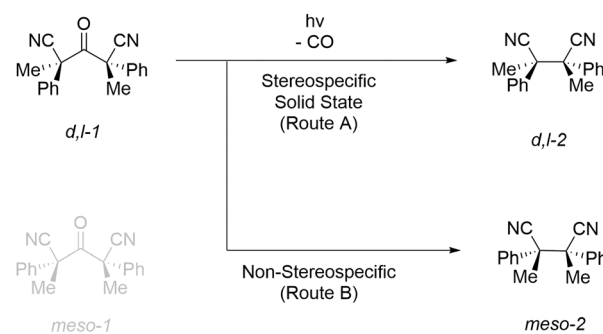 O
NC CN
Me Ph
Ph Me
d,l-1
hv
- CO
Stereospecific
Solid State
(Route A)
NC CN
Me Ph
Ph Me
d,l-2
O
NC CN
Ph Ph
Me Me
meso-1
Non-Stereospecific
(Route B)
NC CN
Ph Ph
Me Me
meso-2